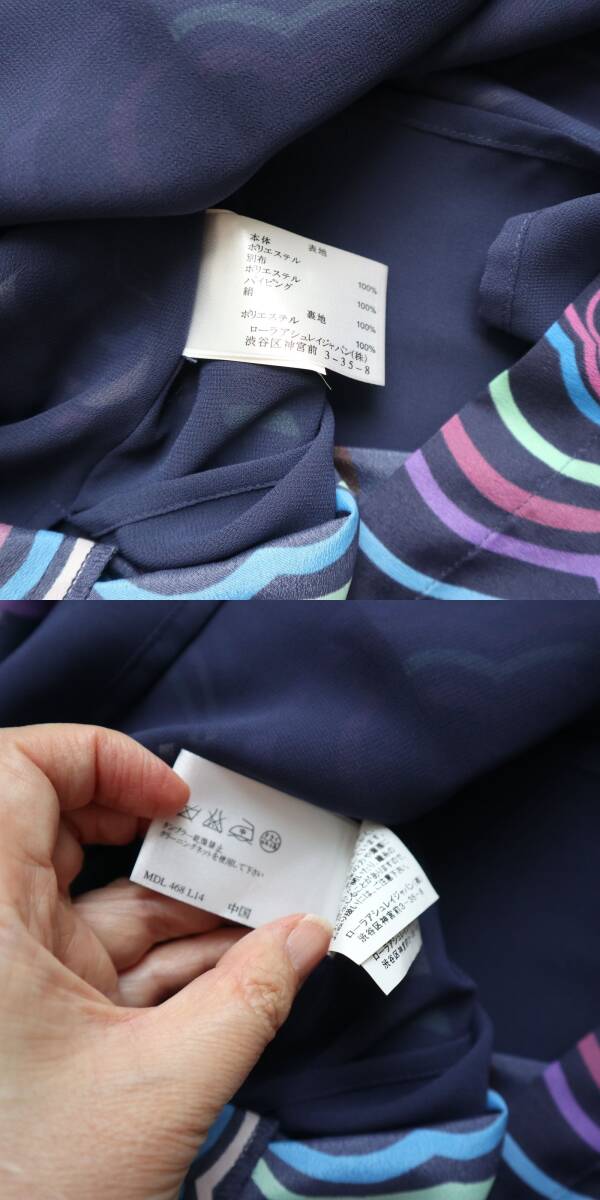 本体 表地
ポリエステル 100%
別布
ポリエステル 100%
パイピング
絹 100%
裏地
ポリエステル 100%
ローラアシュレイジャパン(株)
渋谷区神宮前 3-35-8
タンブラー乾燥禁止
クリーニングネットを使用して下さい
MDL 468 L14
中国
ローラアシュレイジャパン㈱
渋谷区神宮前3-35-8